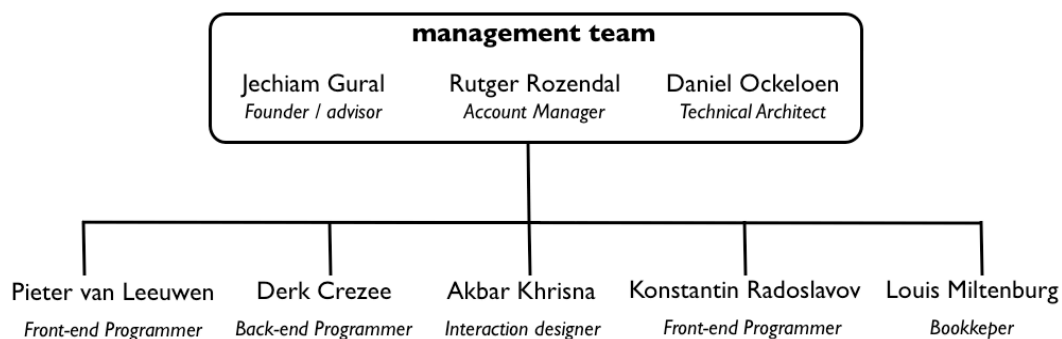 management team
Jechiam Gural Rutger Rozendal Daniel Ockeloen
Founder / advisor Account Manager Technical Architect
Pieter van Leeuwen Derk Crezee Akbar Khrisna Konstantin Radoslavov Louis Miltenburg
Front-end Programmer Back-end Programmer Interaction designer Front-end Programmer Bookkeper